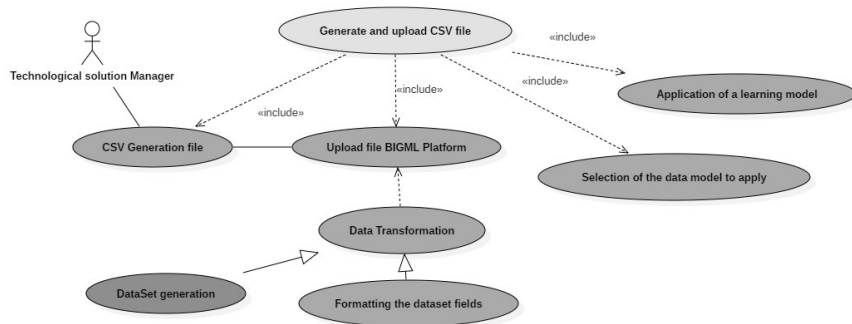 Generate and upload CSV file
«include»
Technological solution Manager
«include»
«include»
Application of a learning model
«include»
CSV Generation file
Upload file BIGML Platform
Selection of the data model to apply
Data Transformation
DataSet generation
Formatting the dataset fields